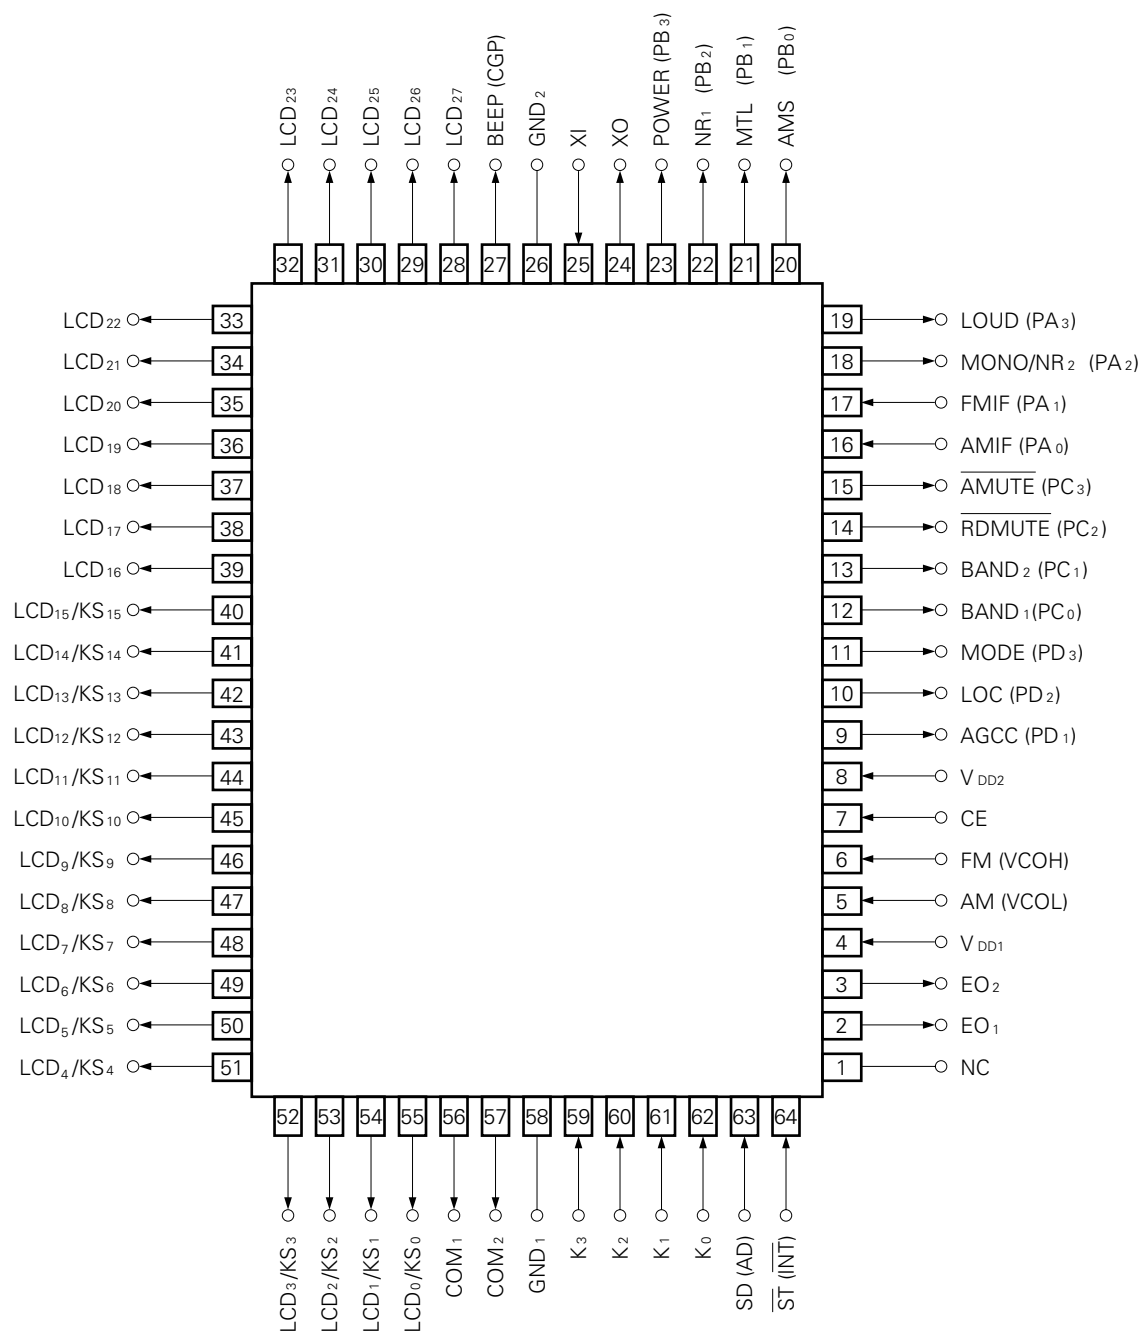 LCD23
LCD24
LCD25
LCD26
LCD27
BEEP (CGP)
GND2
XI
XO
POWER (PB3)
NR1 (PB2)
MTL (PB1)
AMS (PB0)
32 31 30 29 28 27 26 25 24 23 22 21 20
LCD22 33 19 LOUD (PA3)
LCD21 34 18 MONO/NR2 (PA2)
LCD20 35 17 FMIF (PA1)
LCD19 36 16 AMIF (PA0)
LCD18 37 15 AMUTE (PC3)
LCD17 38 14 RDMUTE (PC2)
LCD16 39 13 BAND2 (PC1)
LCD15/KS15 40 12 BAND1(PC0)
LCD14/KS14 41 11 MODE (PD3)
LCD13/KS13 42 10 LOC (PD2)
LCD12/KS12 43 9 AGCC (PD1)
LCD11/KS11 44 8 VDD2
LCD10/KS10 45 7 CE
LCD9/KS9 46 6 FM (VCOH)
LCD8/KS8 47 5 AM (VCOL)
LCD7/KS7 48 4 VDD1
LCD6/KS6 49 3 EO2
LCD5/KS5 50 2 EO1
LCD4/KS4 51 1 NC
52 53 54 55 56 57 58 59 60 61 62 63 64
LCD3/KS3
LCD2/KS2
LCD1/KS1
LCD0/KS0
COM1
COM2
GND1
K3
K2
K1
K0
SD (AD)
ST (INT)